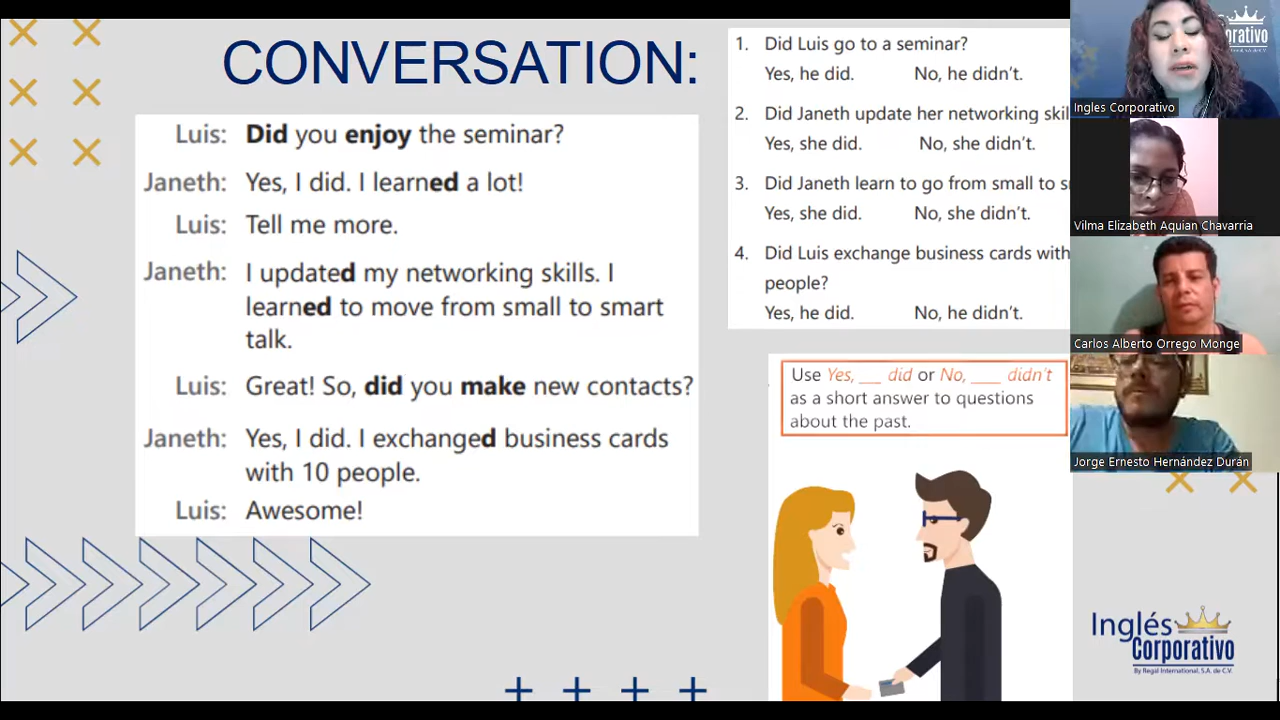 CONVERSATION:
Luis: Did you enjoy the seminar?
Janeth: Yes, I did. I learned a lot!
Luis: Tell me more.
Janeth: I updated my networking skills. I
learned to move from small to smart
talk.
Luis: Great! So, did you make new contacts?
Janeth: Yes, I did. I exchanged business cards
with 10 people.
Luis: Awesome!
1. Did Luis go to a seminar?
Yes, he did. No, he didn't.
2. Did Janeth update her networking
Yes, she did. No, she didn't.
3. Did Janeth learn to go from small to
Yes, she did. No, she didn't.
4. Did Luis exchange business cards with
people?
Yes, he did. No, he didn't.
Use Yes, ___ did or No, ____ didn't
as a short answer to questions
about the past.
Ingles Corporativo
Vilma Elizabeth Aquian Chavarria
Carlos Alberto Orrego Monge
Jorge Ernesto Hernández Durán
Inglés
Corporativo
By Regal International, S.A. de C.V.